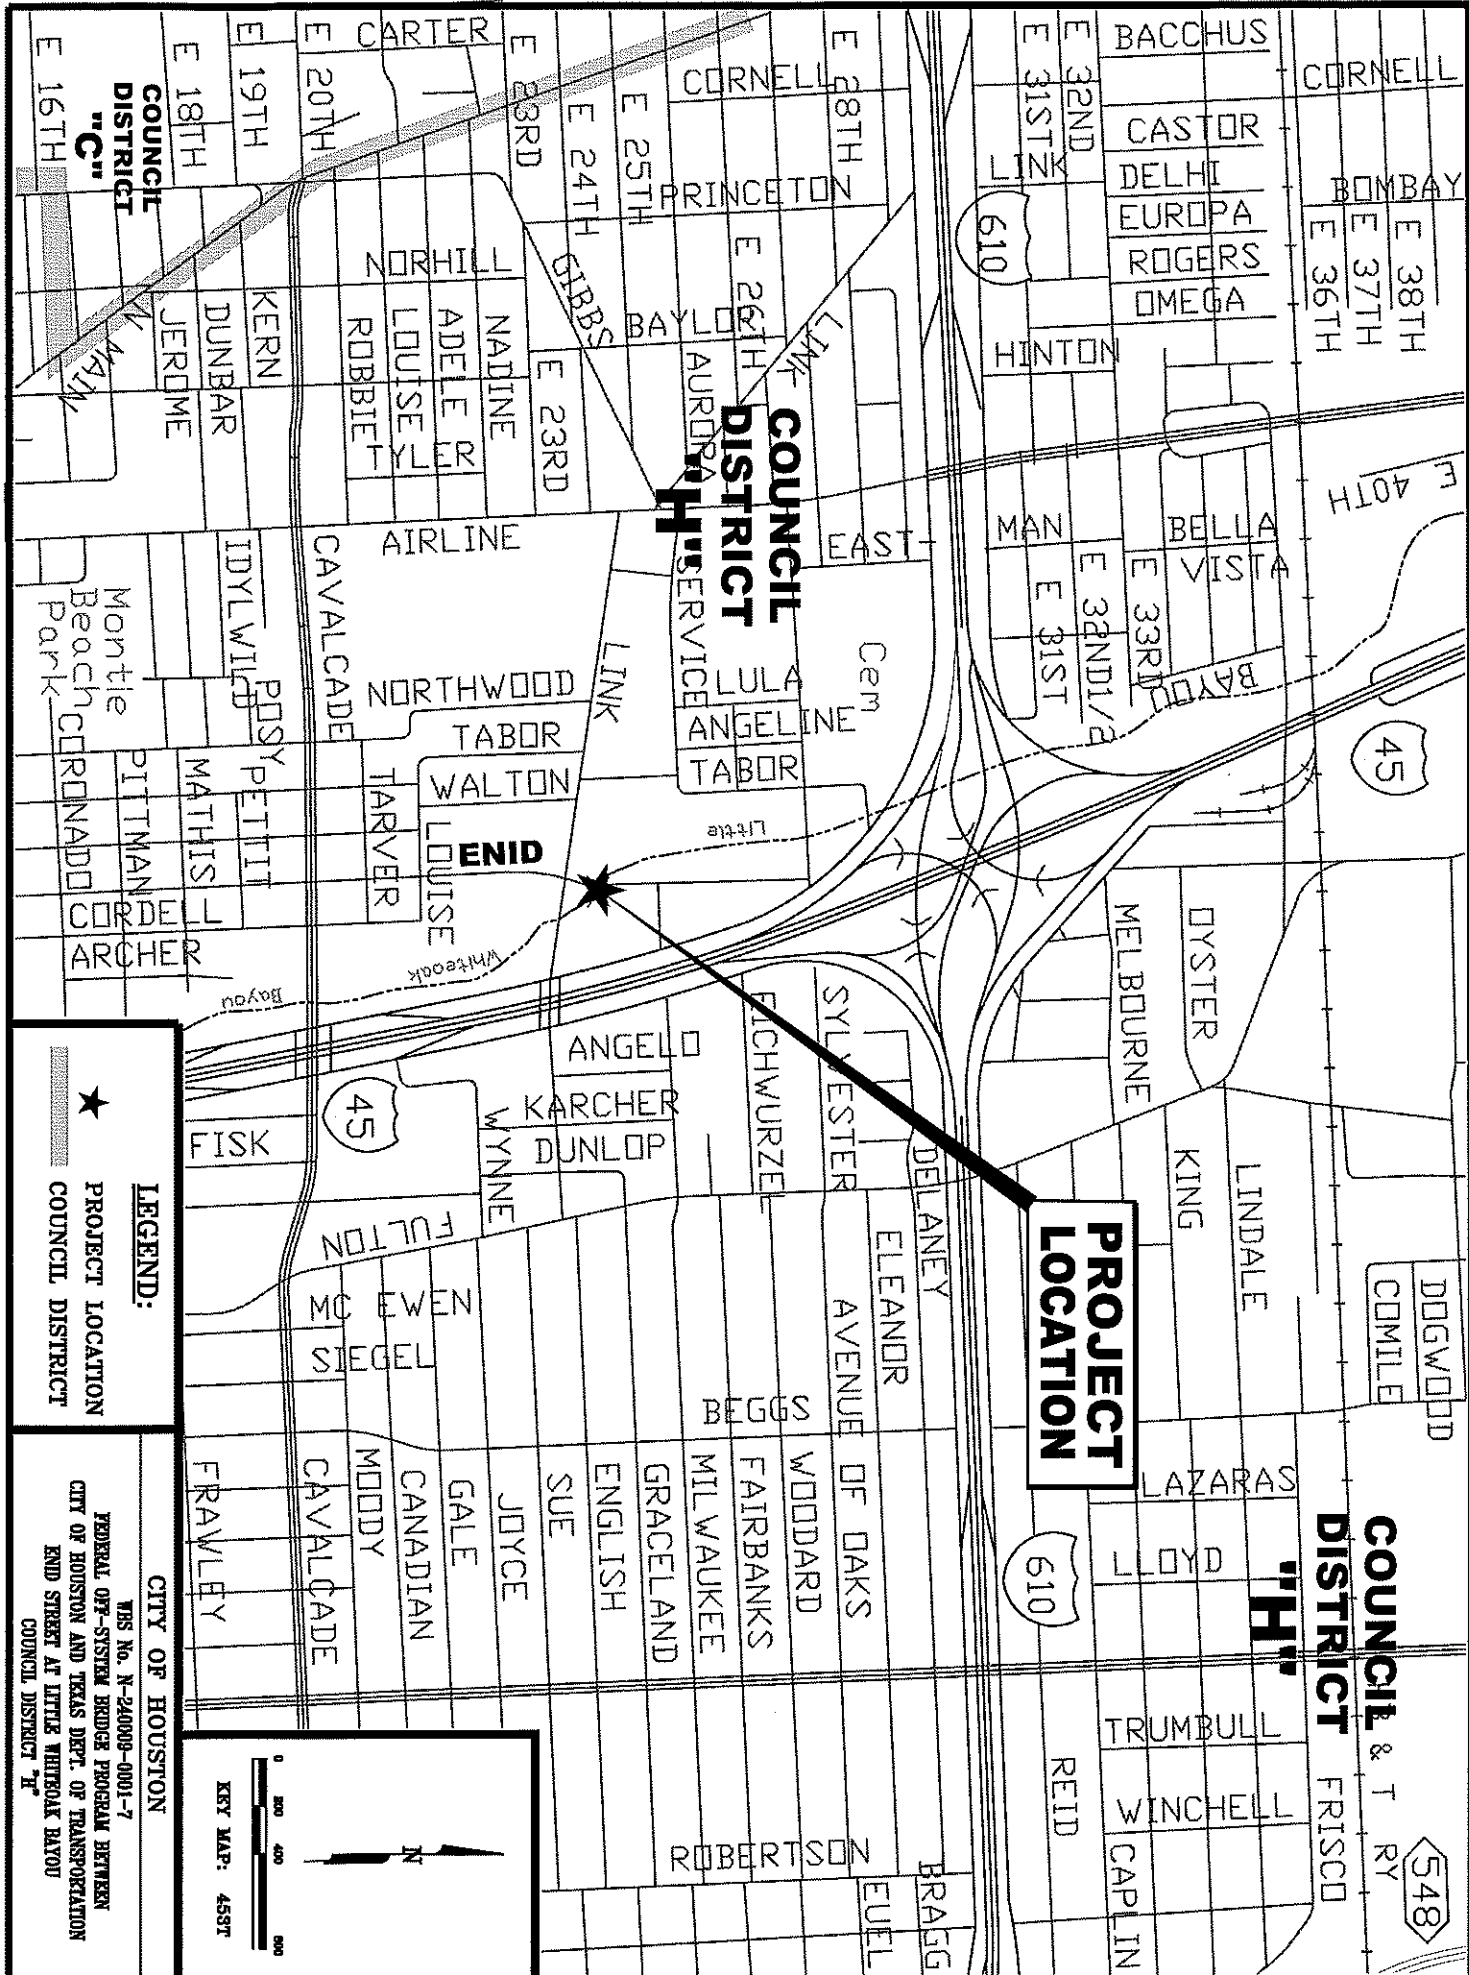 BACCHUS
CORNELL
CARTER
CORNELL
E 16TH
E 18TH
E 19TH
E 20TH
E 23RD
E 24TH
E 25TH
E 28TH
E 31ST
E 32ND
CASTOR
LINK
DELHI
BOMBAY
EUROPA
ROGERS
OMEGA
E 36TH
E 37TH
E 38TH
PRINCETON
610
COUNCIL
DISTRICT
"C"
NORHILL
GIBBS
BAYLOR
E 26TH
LINK
HINTON
N MAIN
JEROME
DUNBAR
KERN
ROBBIE
LOUISE
ADELE
NADINE
TYLER
E 23RD
AURORA
COUNCIL
DISTRICT
"H"
E 40TH
AIRLINE
EAST
MAN
BELLA
VISTA
Montie
Beach
Park
IDYLWILD
CAVALCADE
SERVICE
Cem
E 31ST
E 32ND1/2
E 33RD
BAYOU
LINK
NORTHWOOD
LULA
TABOR
ANGELINE
WALTON
TABOR
45
POSY
CORONADO
PITTMAN
MATHIS
PETTIT
TARVER
LOUISE
ENID
Little
CORDELL
ARCHER
Whiteoak
Bayou
MELBOURNE
OYSTER
ANGELO
KARCHER
DUNLOP
EICHWURZEL
SYLVESTER
DELANEY
45
FISK
WYNNE
FULTON
KING
LINDALE
PROJECT
LOCATION
MC EWEN
SIEGEL
ELEANOR
AVENUE OF OAKS
COMILE
DOGWOOD
BEGGS
LAZARAS
FRAWLEY
CAVALCADE
MOODY
CANADIAN
GALE
JOYCE
SUE
ENGLISH
GRACELAND
MILWAUKEE
FAIRBANKS
WOODARD
LLOYD
610
COUNCIL
DISTRICT
"H"
& T RY
FRISCO
TRUMBULL
WINCHELL
REID
CAPLIN
548
ROBERTSON
BRAGG
EUEL
LEGEND:
PROJECT LOCATION
COUNCIL DISTRICT
N
0 200 400 800
KEY MAP: 453T
CITY OF HOUSTON
WBS No. N-240009-0001-7
FEDERAL OFF-SYSTEM BRIDGE PROGRAM BETWEEN
CITY OF HOUSTON AND TEXAS DEPT. OF TRANSPORTATION
ENID STREET AT LITTLE WHITEOAK BAYOU
COUNCIL DISTRICT "H"